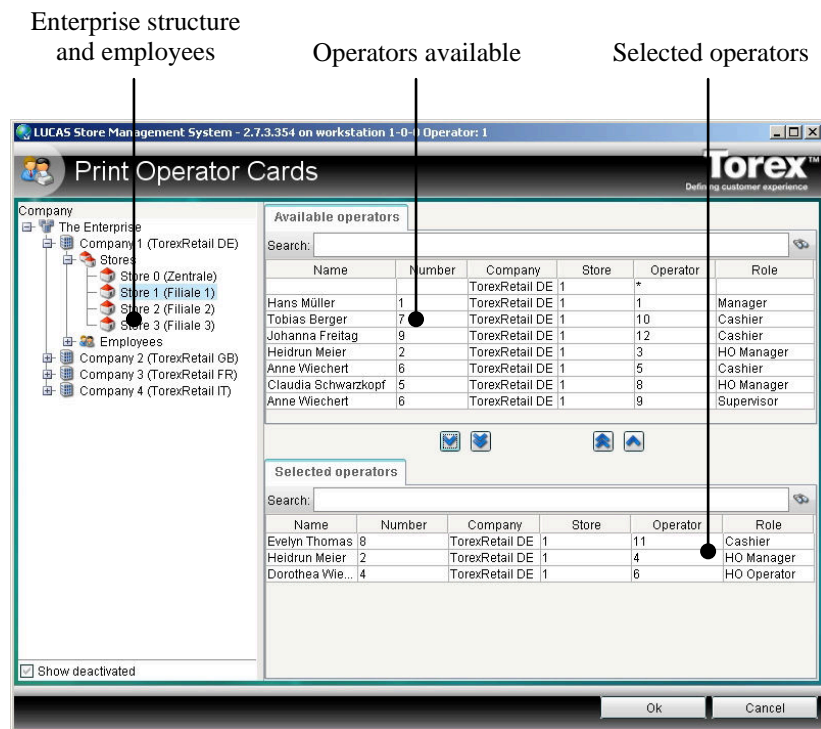 Enterprise structure
and employees
Operators available
Selected operators
LUCAS Store Management System - 2.7.3.354 on workstation 1-0-0 Operator: 1
Print Operator Cards
Torex™
Defining customer experience
Company
The Enterprise
Company 1 (TorexRetail DE)
Stores
Store 0 (Zentrale)
Store 1 (Filiale 1)
Store 2 (Filiale 2)
Store 3 (Filiale 3)
Employees
Company 2 (TorexRetail GB)
Company 3 (TorexRetail FR)
Company 4 (TorexRetail IT)
Show deactivated
Available operators
Search:
Name Number Company Store Operator Role
TorexRetail DE 1 *
Hans Müller 1 TorexRetail DE 1 1 Manager
Tobias Berger 7 TorexRetail DE 1 10 Cashier
Johanna Freitag 9 TorexRetail DE 1 12 Cashier
Heidrun Meier 2 TorexRetail DE 1 3 HO Manager
Anne Wiechert 6 TorexRetail DE 1 5 Cashier
Claudia Schwarzkopf 5 TorexRetail DE 1 8 HO Manager
Anne Wiechert 6 TorexRetail DE 1 9 Supervisor
Selected operators
Search:
Name Number Company Store Operator Role
Evelyn Thomas 8 TorexRetail DE 1 11 Cashier
Heidrun Meier 2 TorexRetail DE 1 4 HO Manager
Dorothea Wie... 4 TorexRetail DE 1 6 HO Operator
Ok Cancel